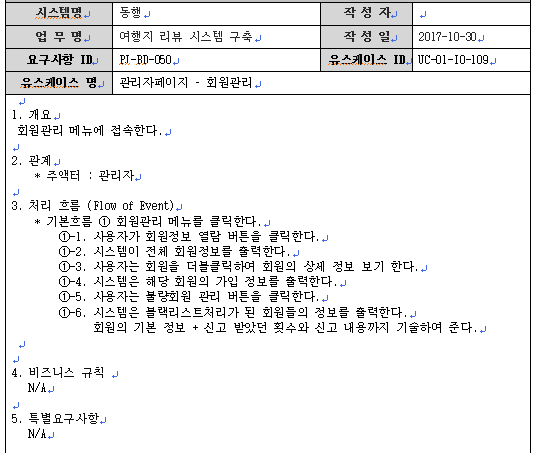 시스템명 동행 작 성 자
업 무 명 여행지 리뷰 시스템 구축 작 성 일 2017-10-30
요구사항 ID PJ-RD-050 유스케이스 ID UC-01-10-109
유스케이스 명 관리자페이지 - 회원관리
1. 개요
회원관리 메뉴에 접속한다.
2. 관계
* 주액터 : 관리자
3. 처리 흐름 (Flow of Event)
* 기본흐름 ① 회원관리 메뉴를 클릭한다.
①-1. 사용자가 회원정보 열람 버튼을 클릭한다.
①-2. 시스템이 전체 회원정보를 출력한다.
①-3. 사용자는 회원을 더블클릭하여 회원의 상세 정보 보기 한다.
①-4. 시스템은 해당 회원의 가입 정보를 출력한다.
①-5. 사용자는 불량회원 관리 버튼을 클릭한다.
①-6. 시스템은 블랙리스트처리가 된 회원들의 정보를 출력한다.
회원의 기본 정보 + 신고 받았던 횟수와 신고 내용까지 기술하여 준다.
4. 비즈니스 규칙
N/A
5. 특별요구사항
N/A